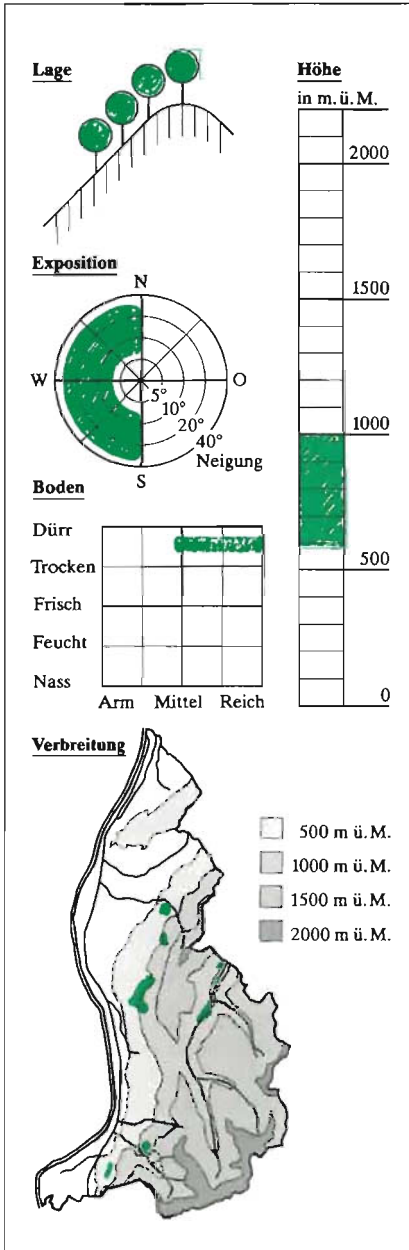 Lage
Höhe
in m. ü. M.
2000
1500
1000
500
0
Exposition
N
W
O
S
5°
10°
20°
40°
Neigung
Boden
Dürr
Trocken
Frisch
Feucht
Nass
Arm Mittel Reich
Verbreitung
500 m ü. M.
1000 m ü. M.
1500 m ü. M.
2000 m ü. M.